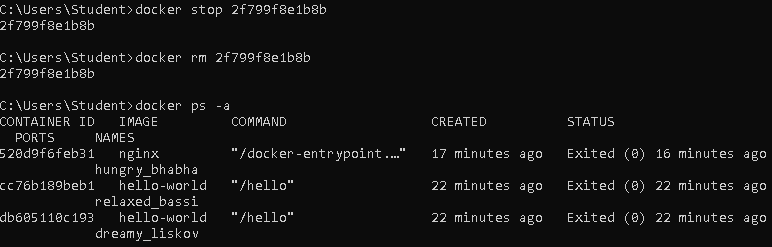 C:\Users\Student>docker stop 2f799f8e1b8b
2f799f8e1b8b
C:\Users\Student>docker rm 2f799f8e1b8b
2f799f8e1b8b
C:\Users\Student>docker ps -a
CONTAINER ID   IMAGE         COMMAND                  CREATED          STATUS
  PORTS     NAMES
520d9f6feb31   nginx         "/docker-entrypoint.…"   17 minutes ago   Exited (0) 16 minutes ago
            hungry_bhabha
cc76b189beb1   hello-world   "/hello"                 22 minutes ago   Exited (0) 22 minutes ago
            relaxed_bassi
db605110c193   hello-world   "/hello"                 22 minutes ago   Exited (0) 22 minutes ago
            dreamy_liskov